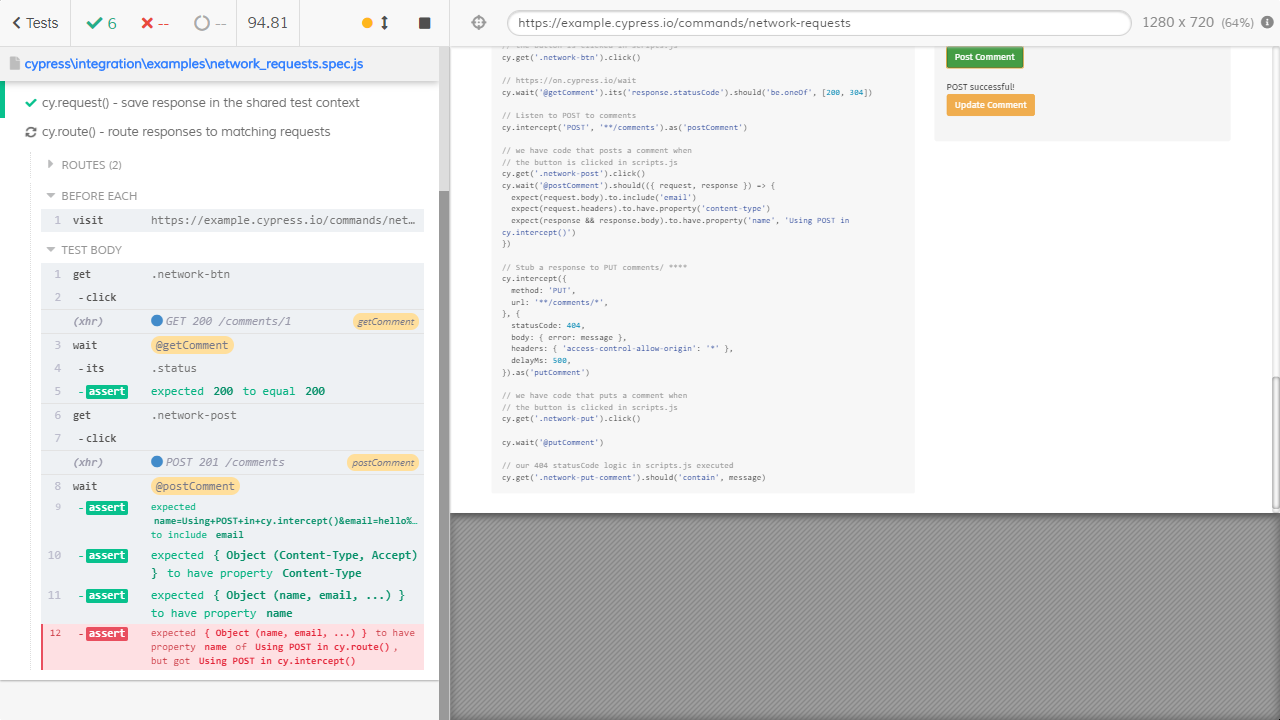 Tests
6
--
--
94.81
https://example.cypress.io/commands/network-requests
1280 x 720 (64%)
cypress\integration\examples\network_requests.spec.js
cy.request() - save response in the shared test context
cy.route() - route responses to matching requests
ROUTES (2)
BEFORE EACH
1 visit https://example.cypress.io/commands/net…
TEST BODY
1 get .network-btn
2 - click
(xhr) GET 200 /comments/1 getComment
3 wait @getComment
4 - its .status
5 - assert expected 200 to equal 200
6 get .network-post
7 - click
(xhr) POST 201 /comments postComment
8 wait @postComment
9 - assert expected
name=Using+POST+in+cy.intercept()&email=hello%…
to include email
10 - assert expected { Object (Content-Type, Accept)
} to have property Content-Type
11 - assert expected { Object (name, email, ...) }
to have property name
12 - assert expected { Object (name, email, ...) } to have
property name of Using POST in cy.route() ,
but got Using POST in cy.intercept()
// the button is clicked in scripts.js
cy.get('.network-btn').click()
// https://on.cypress.io/wait
cy.wait('@getComment').its('response.statusCode').should('be.oneOf', [200, 304])
// Listen to POST to comments
cy.intercept('POST', '**/comments').as('postComment')
// we have code that posts a comment when
// the button is clicked in scripts.js
cy.get('.network-post').click()
cy.wait('@postComment').should(({ request, response }) => {
expect(request.body).to.include('email')
expect(request.headers).to.have.property('content-type')
expect(response && response.body).to.have.property('name', 'Using POST in
cy.intercept()')
})
// Stub a response to PUT comments/ ****
cy.intercept({
method: 'PUT',
url: '**/comments/*',
}, {
statusCode: 404,
body: { error: message },
headers: { 'access-control-allow-origin': '*' },
delayMs: 500,
}).as('putComment')
// we have code that puts a comment when
// the button is clicked in scripts.js
cy.get('.network-put').click()
cy.wait('@putComment')
// our 404 statusCode logic in scripts.js executed
cy.get('.network-put-comment').should('contain', message)
Post Comment
POST successful!
Update Comment